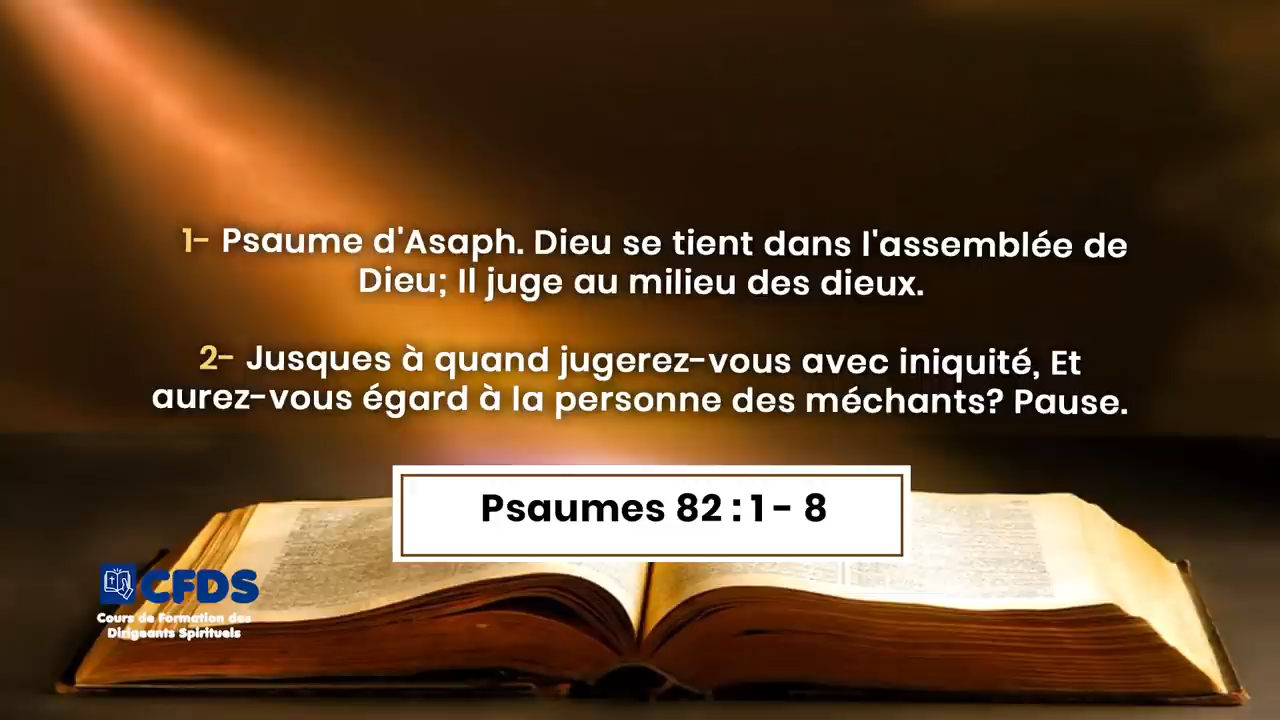 1- Psaume d'Asaph. Dieu se tient dans l'assemblée de
Dieu; Il juge au milieu des dieux.
2- Jusques à quand jugerez-vous avec iniquité, Et
aurez-vous égard à la personne des méchants? Pause.
Psaumes 82 : 1 - 8
CFDS
Cours de Formation des
Dirigeants Spirituels